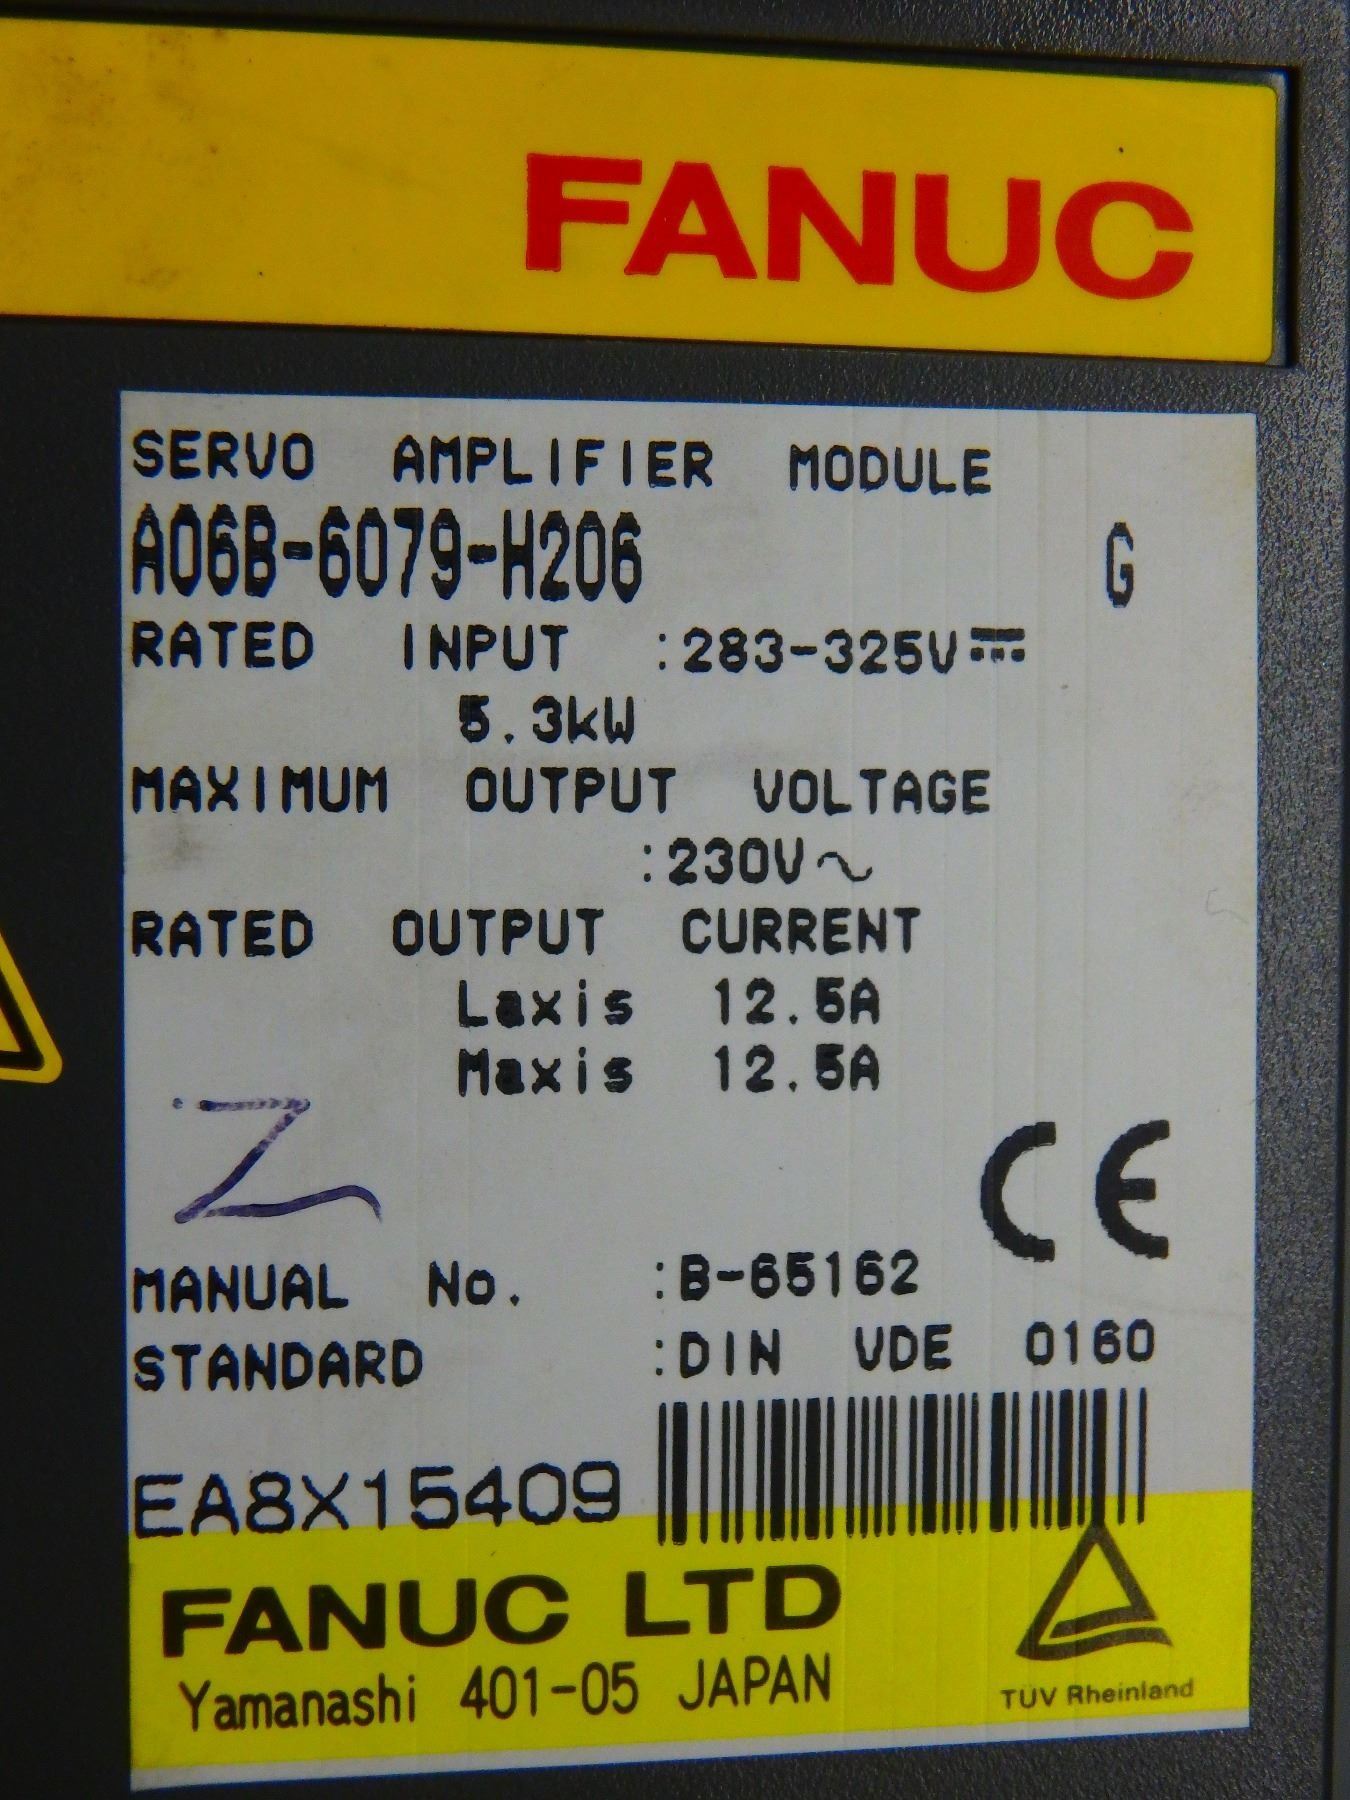 FANUC
SERVO AMPLIFIER MODULE
A06B-6079-H206 G
RATED INPUT :283-325V⎓
5.3kW
MAXIMUM OUTPUT VOLTAGE
:230V~
RATED OUTPUT CURRENT
Laxis 12.5A
Maxis 12.5A
Z
CE
MANUAL No. :B-65162
STANDARD :DIN VDE 0160
EA8X15409
FANUC LTD
Yamanashi 401-05 JAPAN
TÜV Rheinland